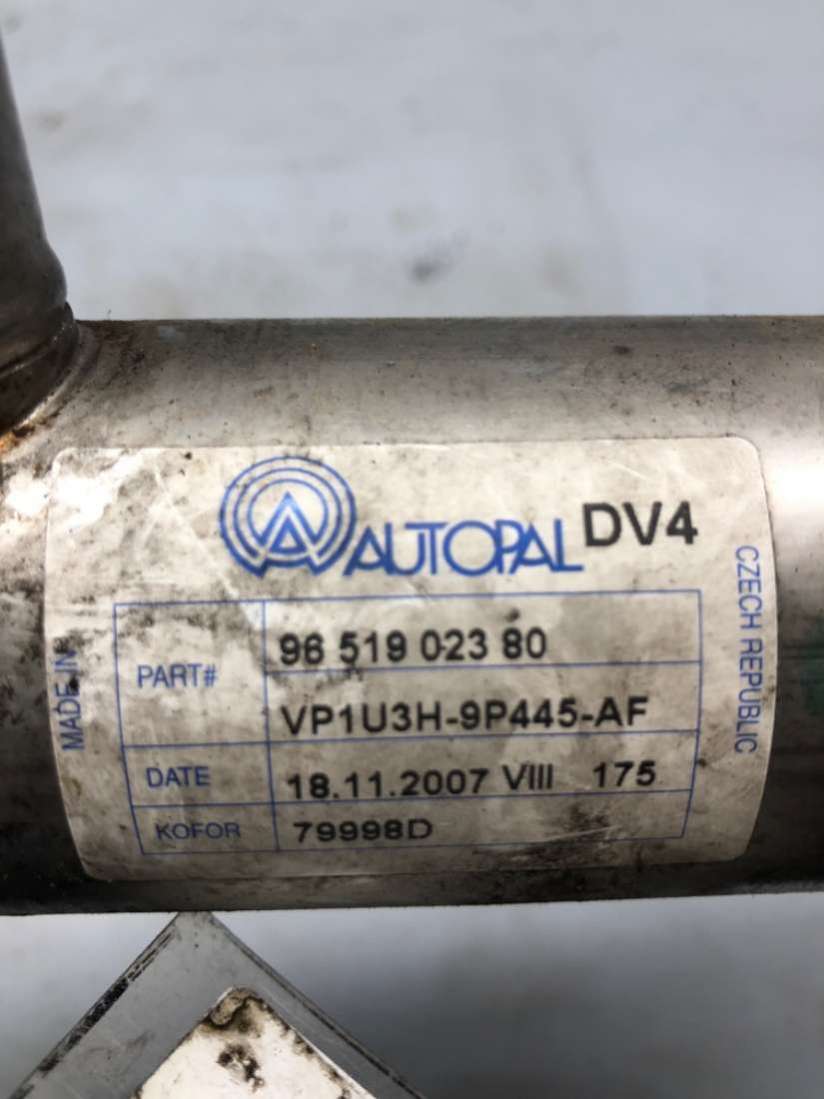 AUTOPAL DV4
MADE IN
PART#
96 519 023 80
VP1U3H-9P445-AF
DATE 18.11.2007 VIII 175
KOFOR 79998D
CZECH REPUBLIC